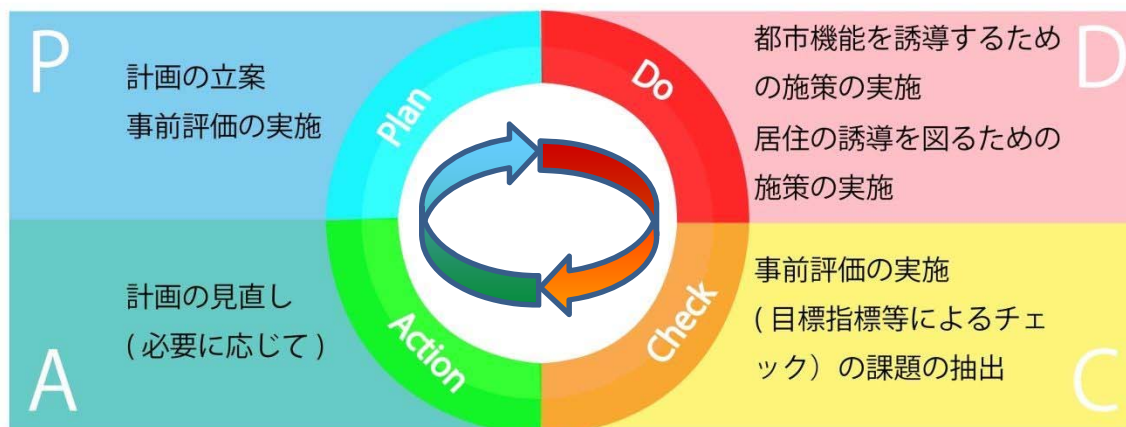 P
計画の立案
事前評価の実施
Plan
Do
都市機能を誘導するため
の施策の実施
居住の誘導を図るための
施策の実施
D
A
計画の見直し
( 必要に応じて )
Action
Check
事前評価の実施
( 目標指標等によるチェ
ック）の課題の抽出
C